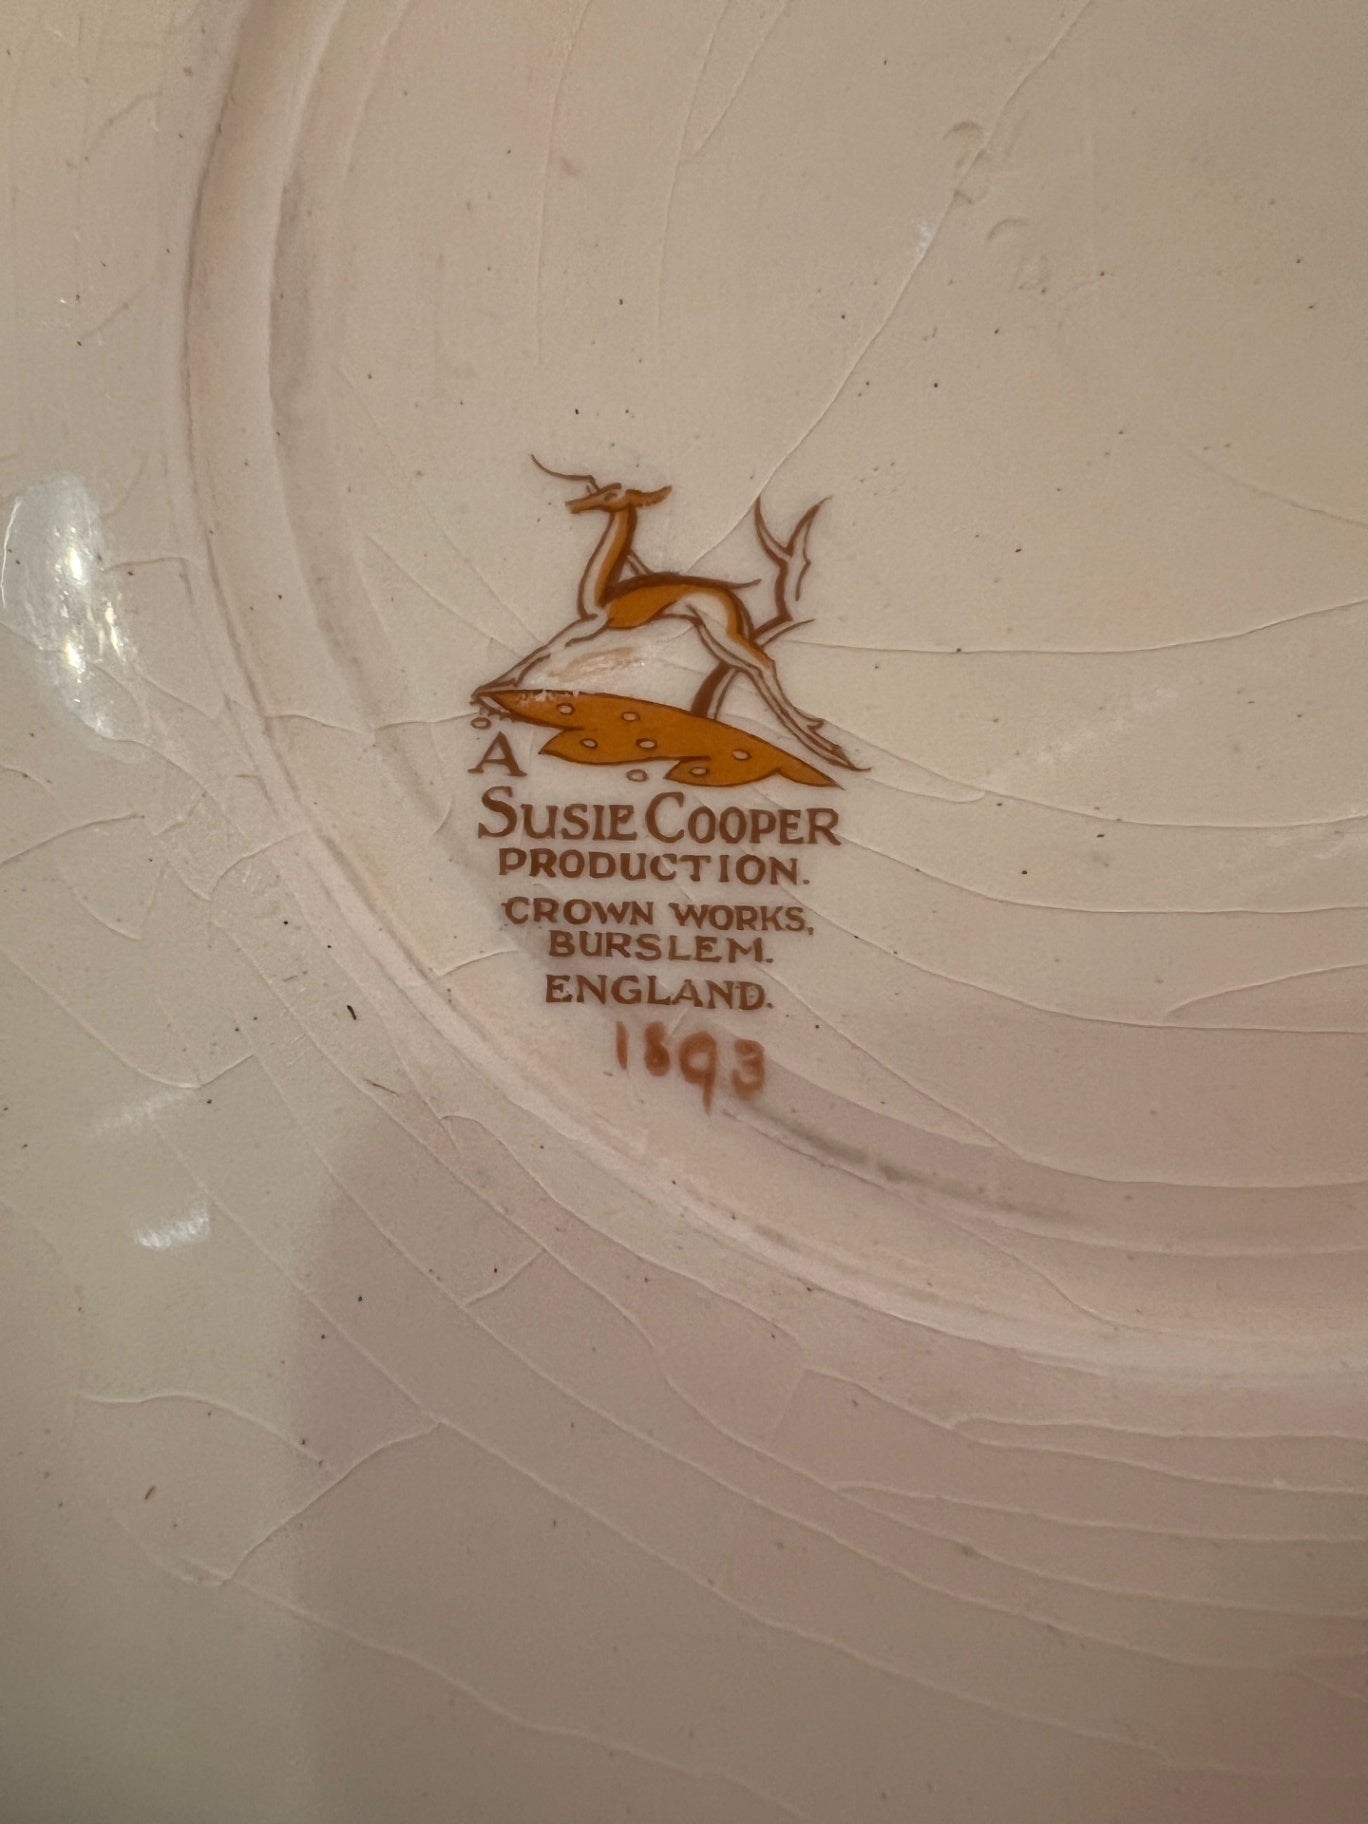 A
SUSIE COOPER
PRODUCTION.
CROWN WORKS,
BURSLEM.
ENGLAND.
1893